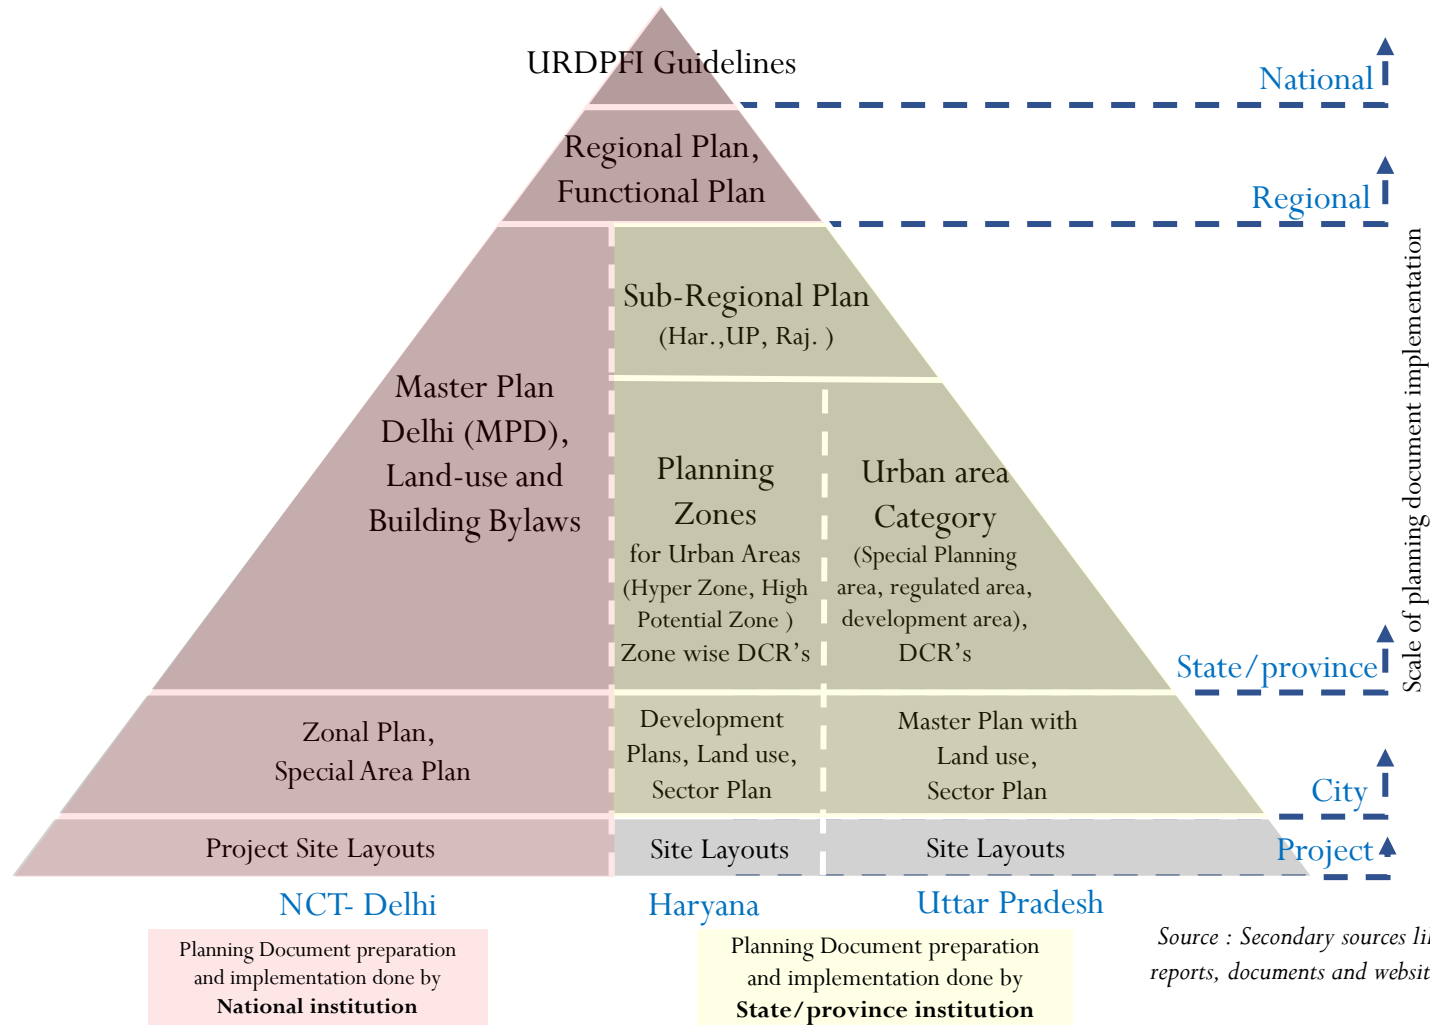 URDPFI Guidelines
National
Regional Plan,
Functional Plan
Regional
Sub-Regional Plan
(Har.,UP, Raj. )
Master Plan
Delhi (MPD),
Land-use and
Building Bylaws
Planning
Zones
for Urban Areas
(Hyper Zone, High
Potential Zone )
Zone wise DCR's
Urban area
Category
(Special Planning
area, regulated area,
development area),
DCR's
State/province
Scale of planning document implementation
Zonal Plan,
Special Area Plan
Development
Plans, Land use,
Sector Plan
Master Plan with
Land use,
Sector Plan
City
Project Site Layouts
Site Layouts
Site Layouts
Project
NCT- Delhi
Haryana
Uttar Pradesh
Planning Document preparation
and implementation done by
National institution
Planning Document preparation
and implementation done by
State/province institution
Source : Secondary sources
reports, documents and